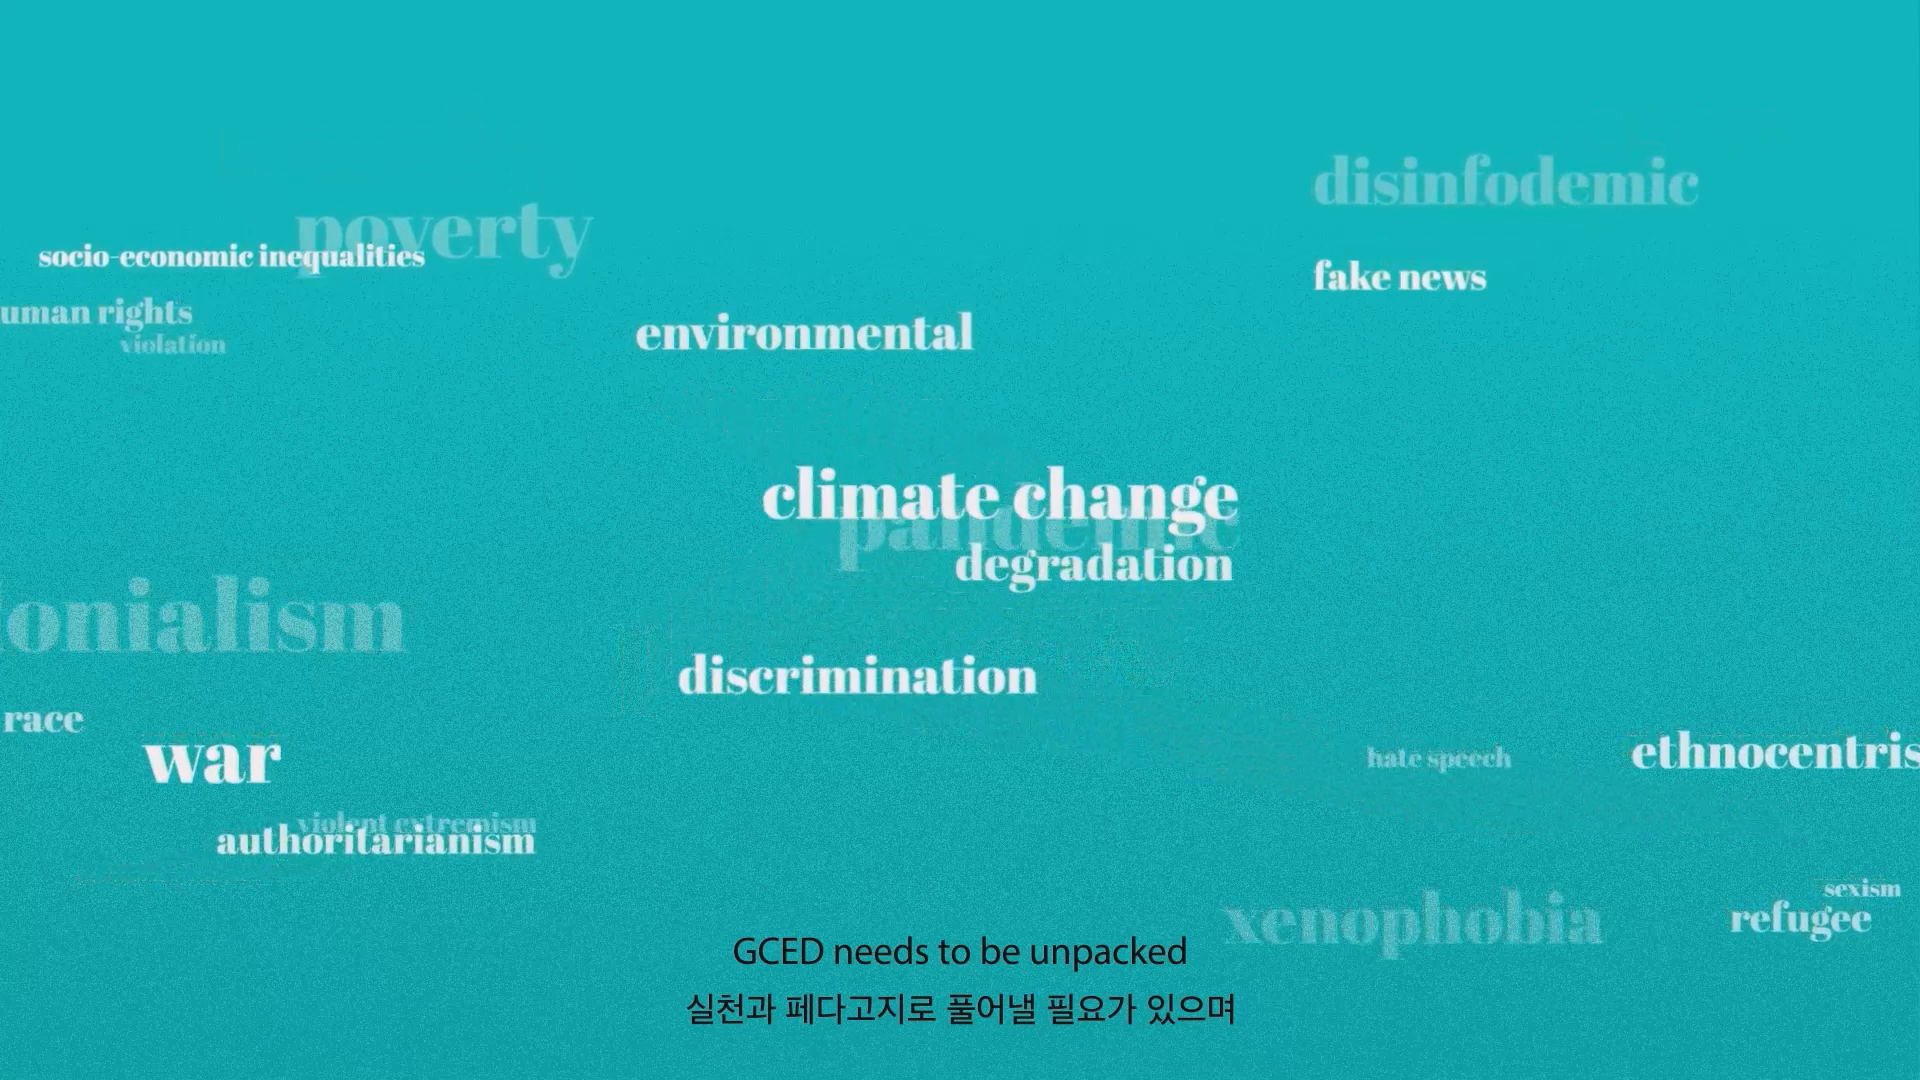 disinfodemic
poverty
socio-economic inequalities
fake news
uman rights
violation
environmental
climate change
pandemic
degradation
lonialism
discrimination
race
war
hate speech
ethnocentris
violent extremism
authoritarianism
sexism
xenophobia
refugee
GCED needs to be unpacked
실천과 페다고지로 풀어낼 필요가 있으며